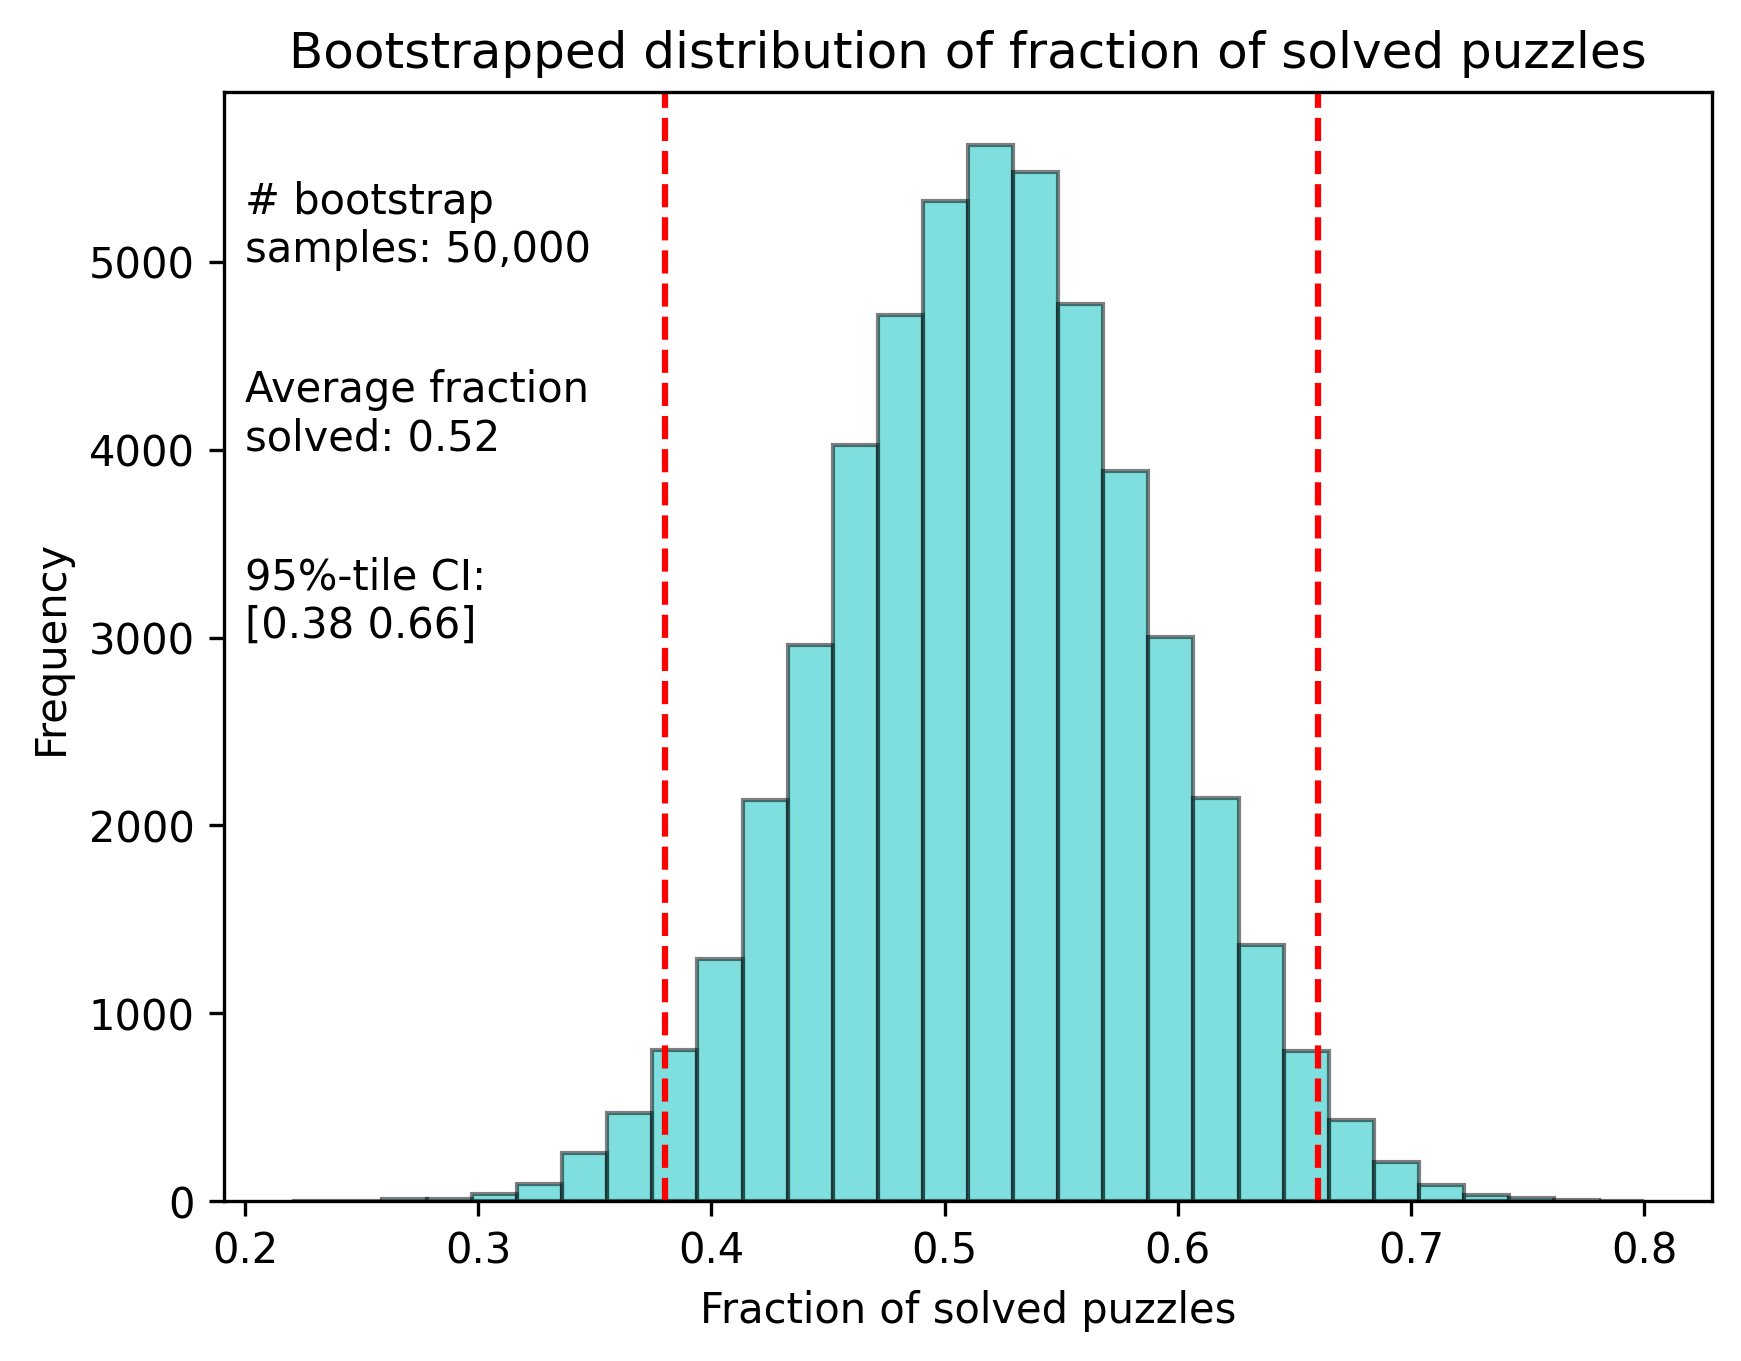 Bootstrapped distribution of fraction of solved puzzles
# bootstrap
samples: 50,000
Average fraction
solved: 0.52
95%-tile CI:
[0.38 0.66]
Frequency
5000
4000
3000
2000
1000
0
0.2 0.3 0.4 0.5 0.6 0.7 0.8
Fraction of solved puzzles